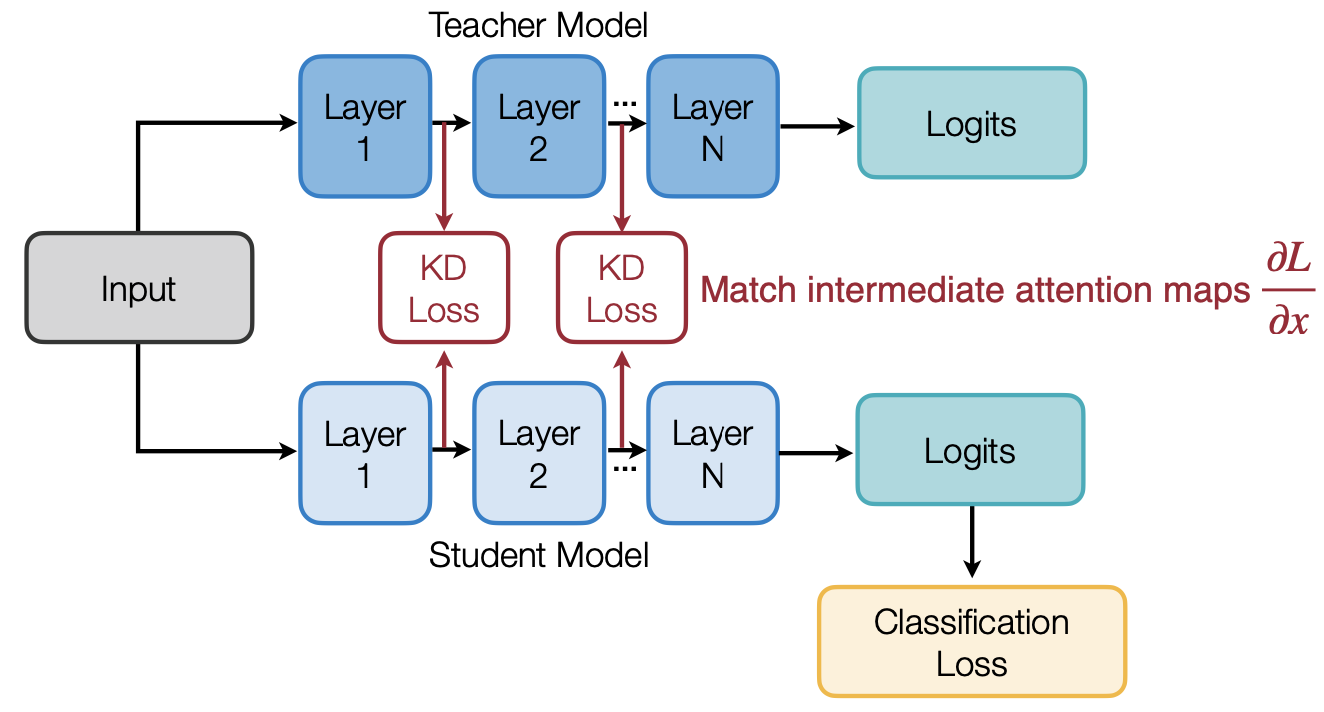 Teacher Model
Layer
1
Layer
2
...
Layer
N
Logits
Input
KD
Loss
KD
Loss
Match intermediate attention maps ∂L/∂x
Layer
1
Layer
2
...
Layer
N
Logits
Student Model
Classification
Loss